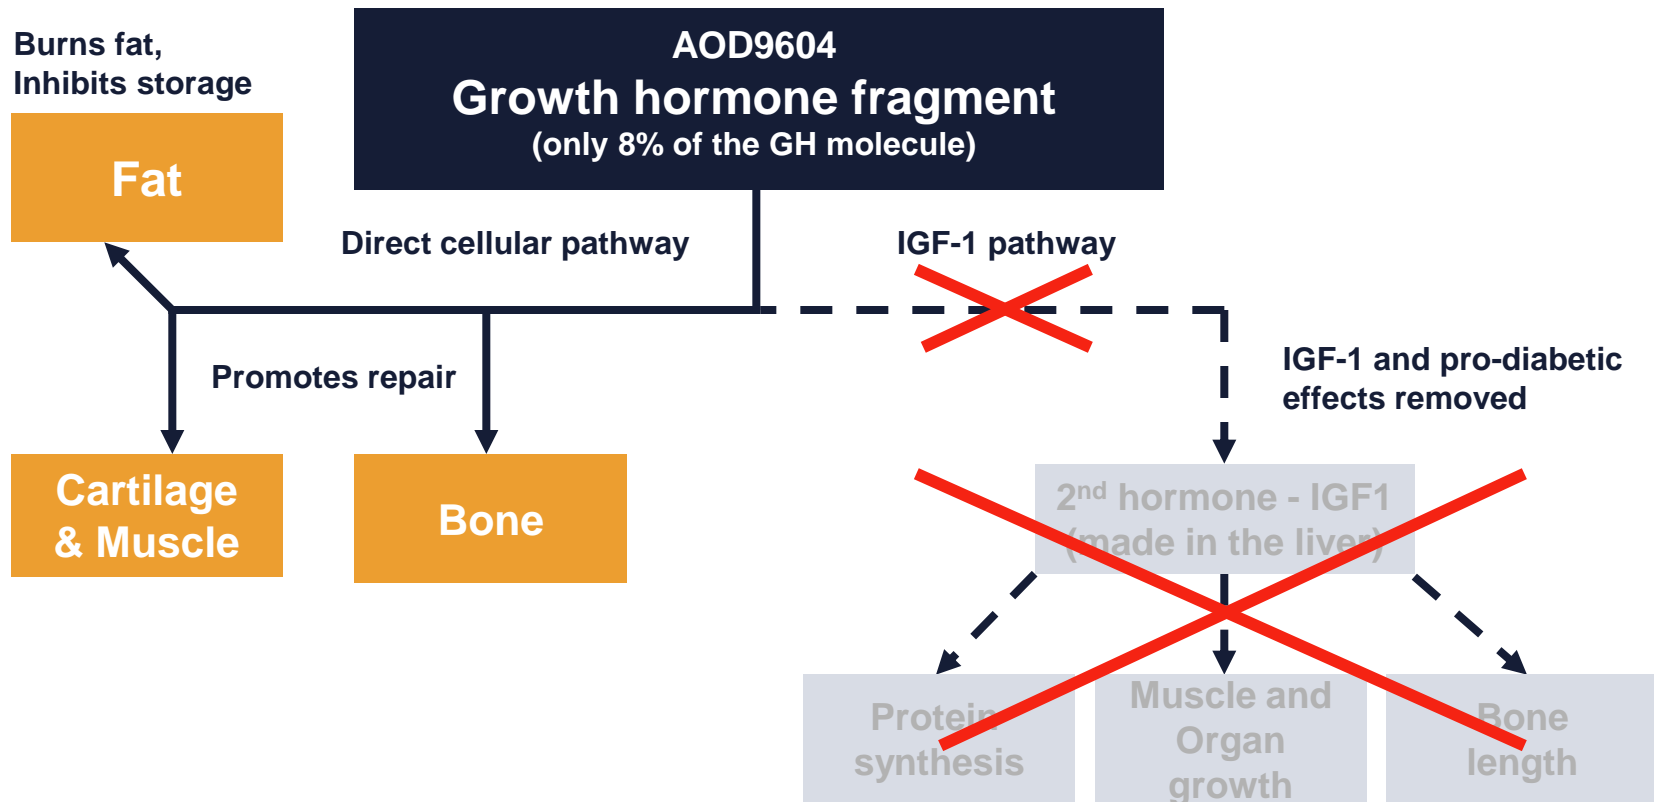 Burns fat,
Inhibits storage
AOD9604
Growth hormone fragment
(only 8% of the GH molecule)
Fat
Direct cellular pathway
IGF-1 pathway
Promotes repair
IGF-1 and pro-diabetic
effects removed
Cartilage
& Muscle
Bone
2nd hormone - IGF1
(made in the liver)
Protein
synthesis
Muscle and
Organ
growth
Bone
length